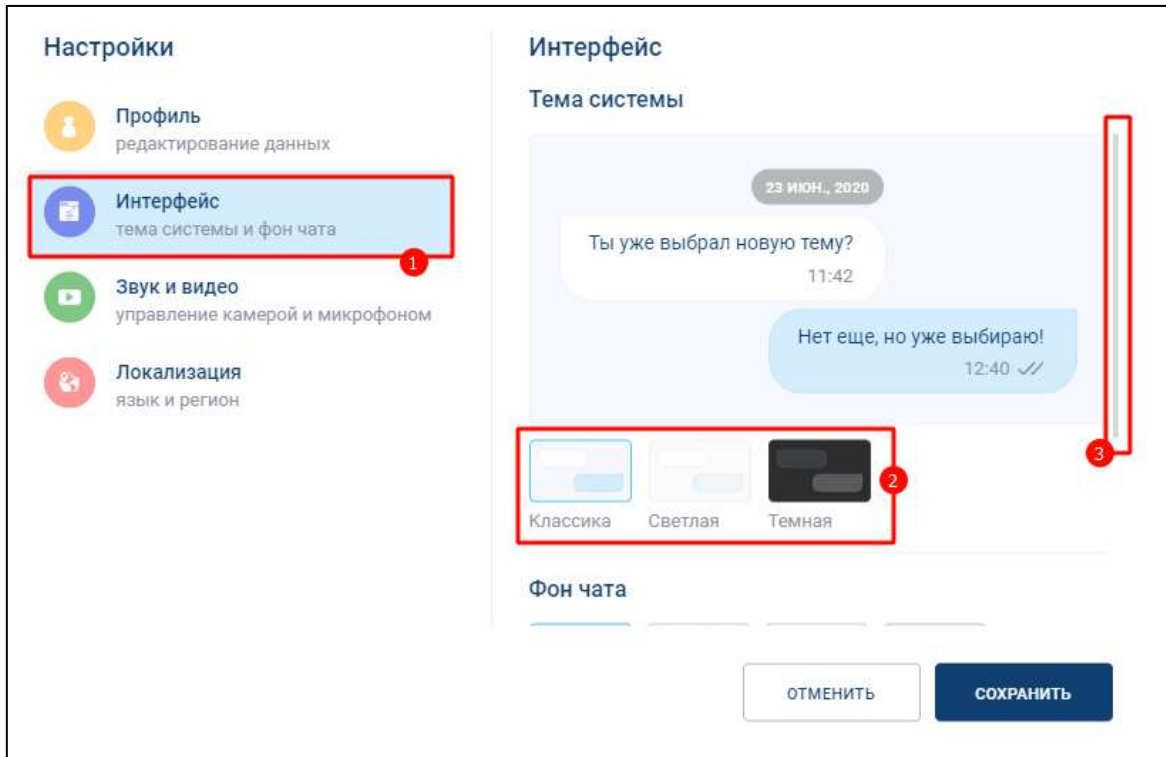 Настройки
Профиль
редактирование данных
Интерфейс
тема системы и фон чата
1
Звук и видео
управление камерой и микрофоном
Локализация
язык и регион
Интерфейс
Тема системы
23 ИЮН., 2020
Ты уже выбрал новую тему?
11:42
Нет еще, но уже выбираю!
12:40
3
2
Классика Светлая Темная
Фон чата
ОТМЕНИТЬ СОХРАНИТЬ